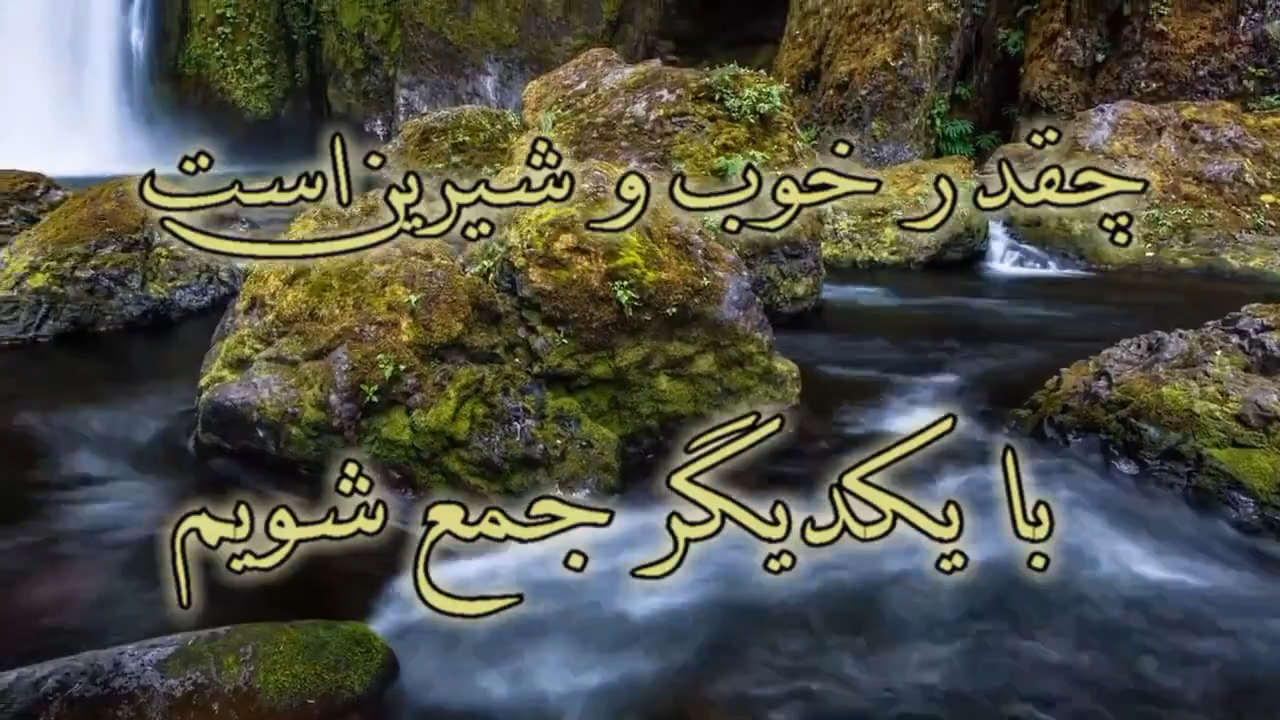 چقدر خوب و شیرین است
با یکدیگر جمع شویم